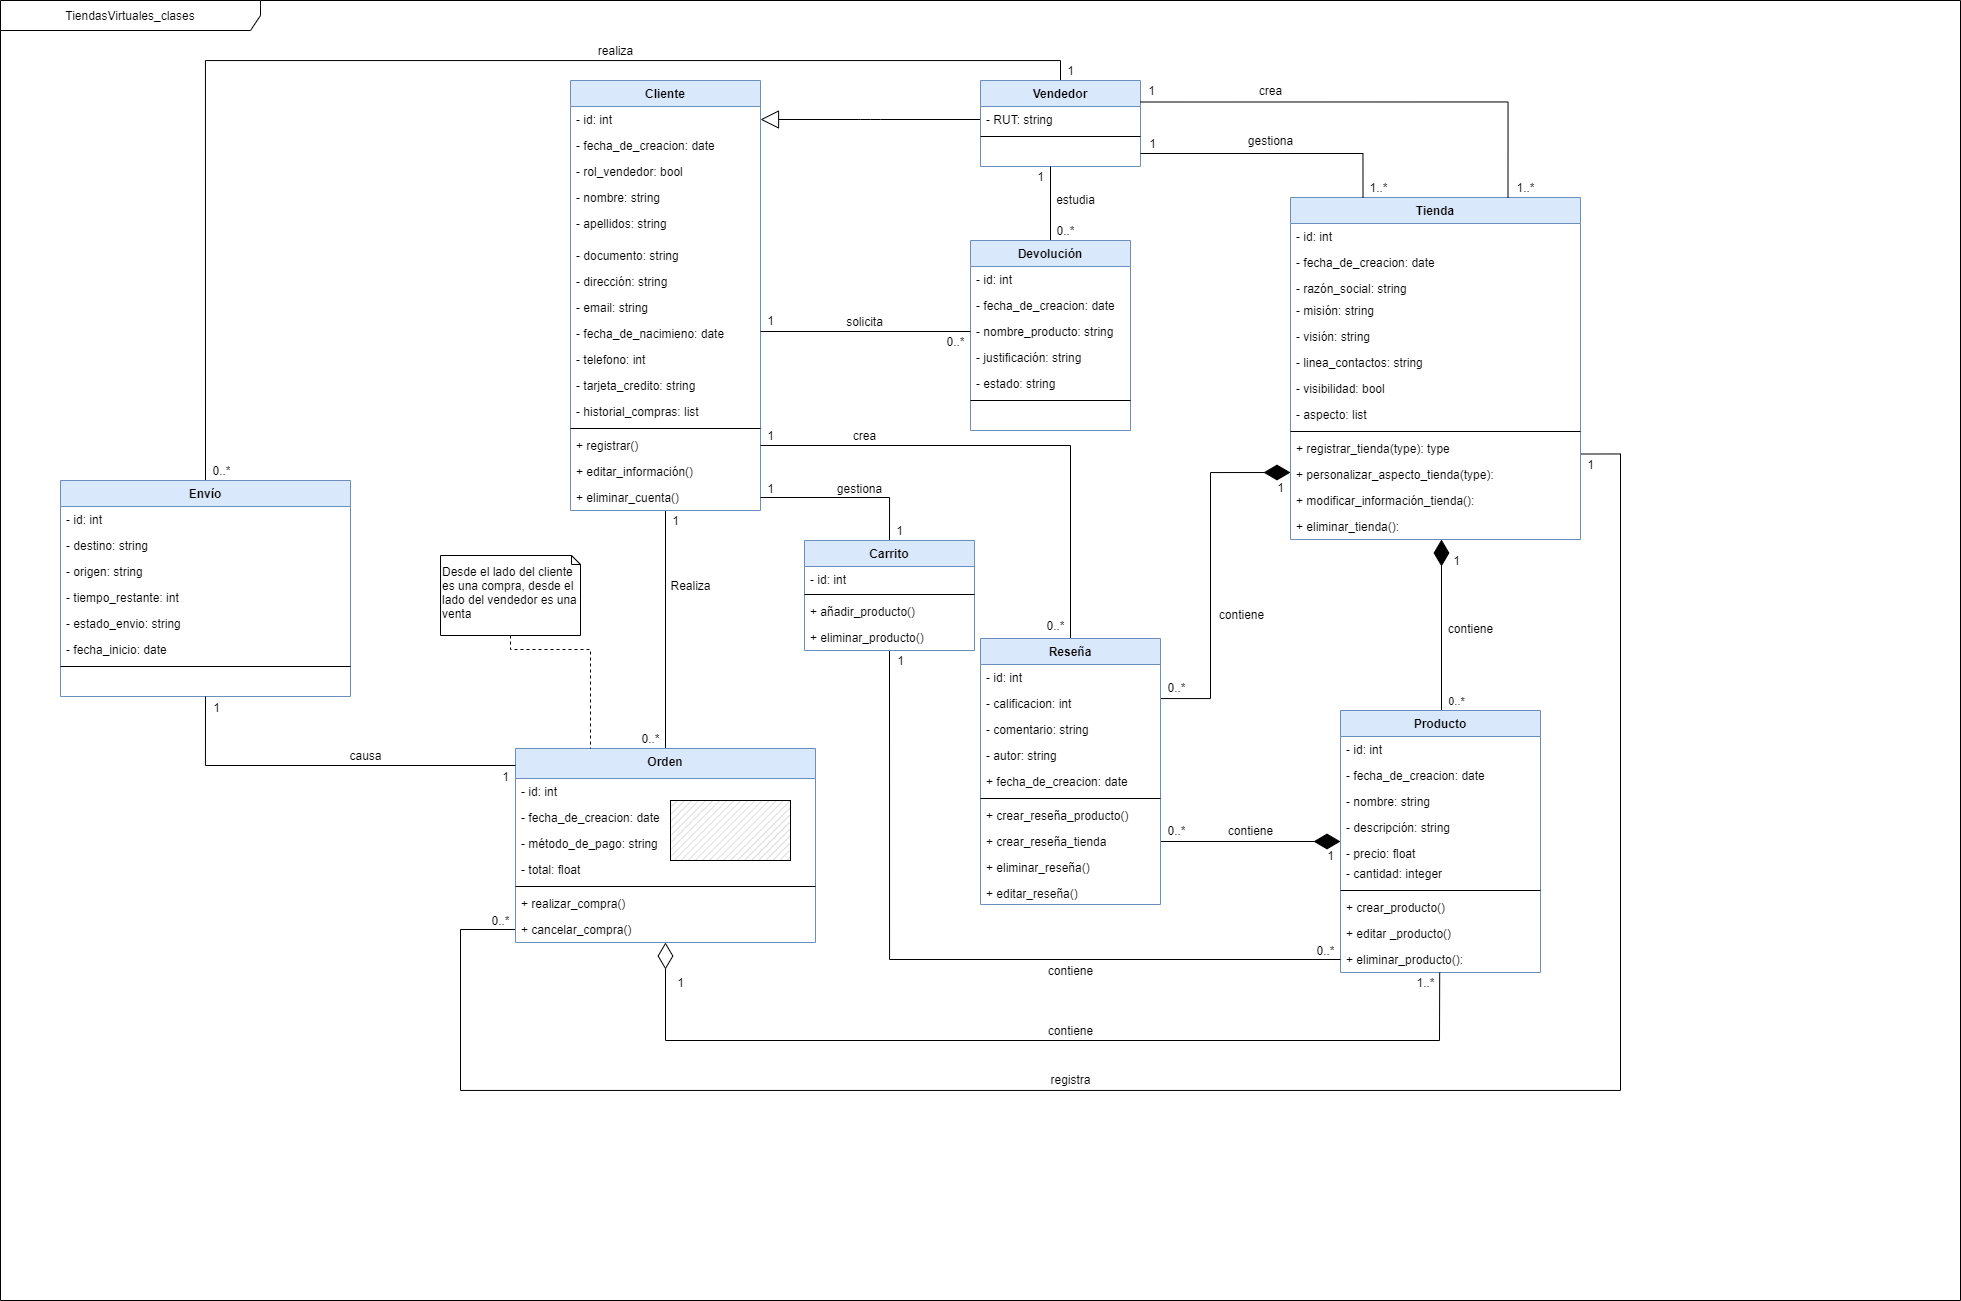 TiendasVirtuales_clases
realiza
1
Cliente
- id: int
- fecha_de_creacion: date
- rol_vendedor: bool
- nombre: string
- apellidos: string
- documento: string
- dirección: string
- email: string
- fecha_de_nacimieno: date
- telefono: int
- tarjeta_credito: string
- historial_compras: list
+ registrar()
+ editar_información()
+ eliminar_cuenta()
Vendedor
- RUT: string
1
crea
1..*
1
gestiona
1..*
1
estudia
0..*
Devolución
- id: int
- fecha_de_creacion: date
- nombre_producto: string
- justificación: string
- estado: string
1
solicita
0..*
Tienda
- id: int
- fecha_de_creacion: date
- razón_social: string
- misión: string
- visión: string
- linea_contactos: string
- visibilidad: bool
- aspecto: list
+ registrar_tienda(type): type
+ personalizar_aspecto_tienda(type):
+ modificar_información_tienda():
+ eliminar_tienda():
1
crea
0..*
1
gestiona
1
0..*
Envío
- id: int
- destino: string
- origen: string
- tiempo_restante: int
- estado_envio: string
- fecha_inicio: date
1
causa
1
Desde el lado del cliente
es una compra, desde el
lado del vendedor es una
venta
1
Realiza
0..*
Carrito
- id: int
+ añadir_producto()
+ eliminar_producto()
1
Reseña
- id: int
- calificacion: int
- comentario: string
- autor: string
+ fecha_de_creacion: date
+ crear_reseña_producto()
+ crear_reseña_tienda
+ eliminar_reseña()
+ editar_reseña()
1
contiene
0..*
1
contiene
0..*
1
Producto
- id: int
- fecha_de_creacion: date
- nombre: string
- descripción: string
- precio: float
- cantidad: integer
+ crear_producto()
+ editar _producto()
+ eliminar_producto():
0..*
contiene
1
Orden
- id: int
- fecha_de_creacion: date
- método_de_pago: string
- total: float
+ realizar_compra()
+ cancelar_compra()
0..*
0..*
contiene
1
1..*
contiene
registra